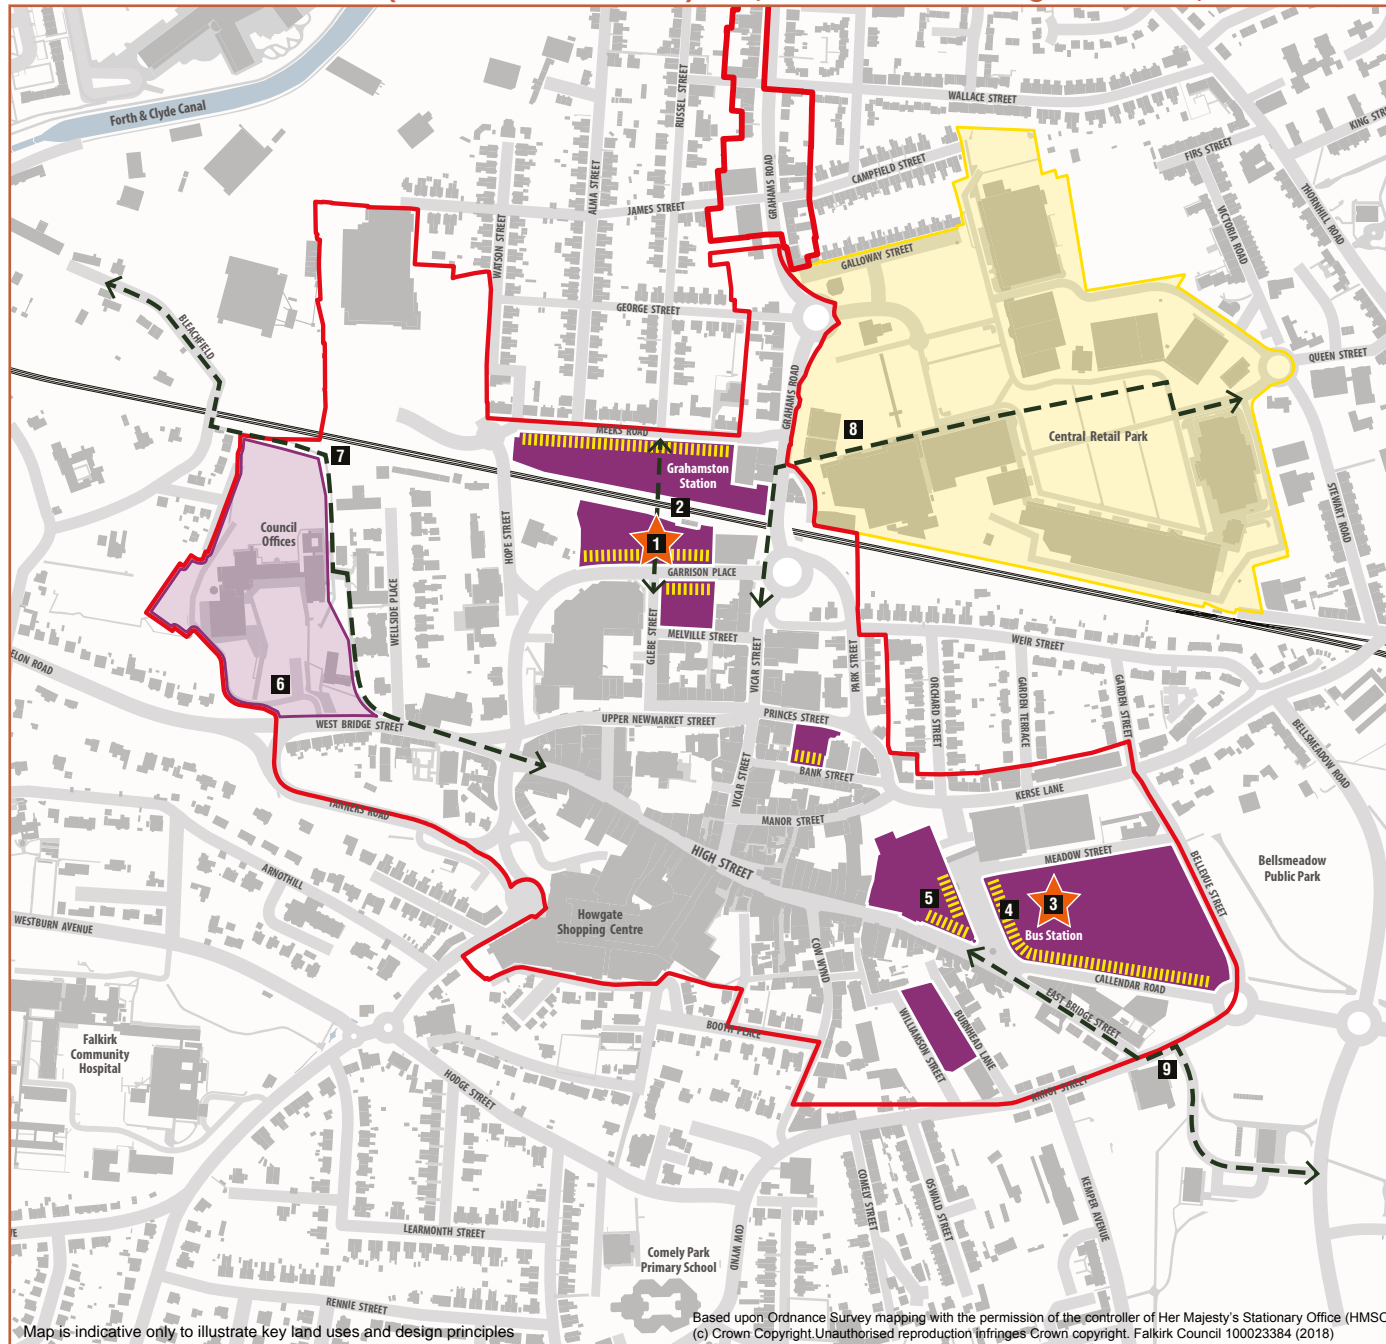 Forth & Clyde Canal
RUSSEL STREET
WALLACE STREET
KING STR
FIRS STREET
CAMPFIELD STREET
GRAHAMS ROAD
ALMA STREET
JAMES STREET
THORNHILL ROAD
VICTORIA ROAD
WATSON STREET
GALLOWAY STREET
GEORGE STREET
BLEACHFIELD
QUEEN STREET
GRAHAMS ROAD
MEEKS ROAD
8
Central Retail Park
7
Grahamston
Station
2
STEWART ROAD
Council
Offices
HOPE STREET
1
GARRISON PLACE
WELLSIDE PLACE
GLEBE STREET
MELVILLE STREET
VICAR STREET
PARK STREET
WEIR STREET
ELON ROAD
6
ORCHARD STREET
GARDEN TERRACE
GARDEN STREET
WEST BRIDGE STREET
UPPER NEWMARKET STREET
PRINCES STREET
BELLSMEADOW ROAD
BANK STREET
VICAR STREET
KERSE LANE
TANNERS ROAD
MANOR STREET
HIGH STREET
MEADOW STREET
BELLEVUE STREET
Bellsmeadow
Public Park
ARNOTHILL
5
4
3
Bus Station
Howgate
Shopping Centre
WESTBURN AVENUE
COW WYND
CALLENDAR ROAD
EAST BRIDGE STREET
WILLIAMSON STREET
BURNHEAD LANE
BOOTH PLACE
Falkirk
Community
Hospital
9
HODGE STREET
ARNOT STREET
COMELY STREET
OSWALD STREET
KEMPER AVENUE
LEARMONTH STREET
COW WYND
Comely Park
Primary School
RENNIE STREET
Map is indicative only to illustrate key land uses and design principles
Based upon Ordnance Survey mapping with the permission of the controller of Her Majesty's Stationary Office (HMSC
(c) Crown Copyright.Unauthorised reproduction infringes Crown copyright. Falkirk Council 100023384 (2018)